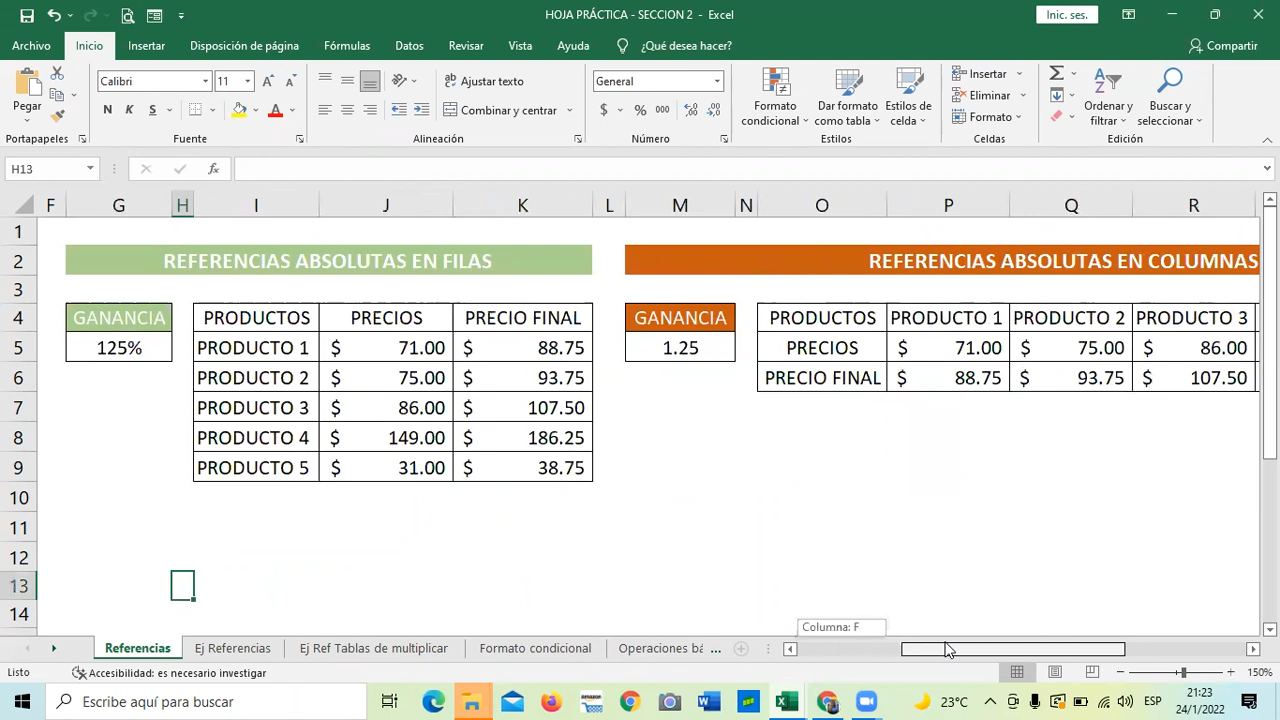 HOJA PRÁCTICA - SECCION 2 - Excel
Inic. ses.
Archivo Inicio Insertar Disposición de página Fórmulas Datos Revisar Vista Ayuda ¿Qué desea hacer? Compartir
Pegar
Calibri 11
N K S
Ajustar texto
Combinar y centrar
General
$ % 000
Formato condicional
Dar formato como tabla
Estilos de celda
Insertar
Eliminar
Formato
Ordenar y filtrar
Buscar y seleccionar
Portapapeles Fuente Alineación Número Estilos Celdas Edición
H13 fx
F G H I J K L M N O P Q R
1
2 REFERENCIAS ABSOLUTAS EN FILAS REFERENCIAS ABSOLUTAS EN COLUMNAS
3
4 GANANCIA PRODUCTOS PRECIOS PRECIO FINAL GANANCIA PRODUCTOS PRODUCTO 1 PRODUCTO 2 PRODUCTO 3
5 125% PRODUCTO 1 $ 71.00 $ 88.75 1.25 PRECIOS $ 71.00 $ 75.00 $ 86.00
6 PRODUCTO 2 $ 75.00 $ 93.75 PRECIO FINAL $ 88.75 $ 93.75 $ 107.50
7 PRODUCTO 3 $ 86.00 $ 107.50
8 PRODUCTO 4 $ 149.00 $ 186.25
9 PRODUCTO 5 $ 31.00 $ 38.75
10
11
12
13
14
Columna: F
Referencias Ej Referencias Ej Ref Tablas de multiplicar Formato condicional Operaciones bá ...
Listo Accesibilidad: es necesario investigar 150%
Escribe aquí para buscar
23°C ESP
21:23
24/1/2022